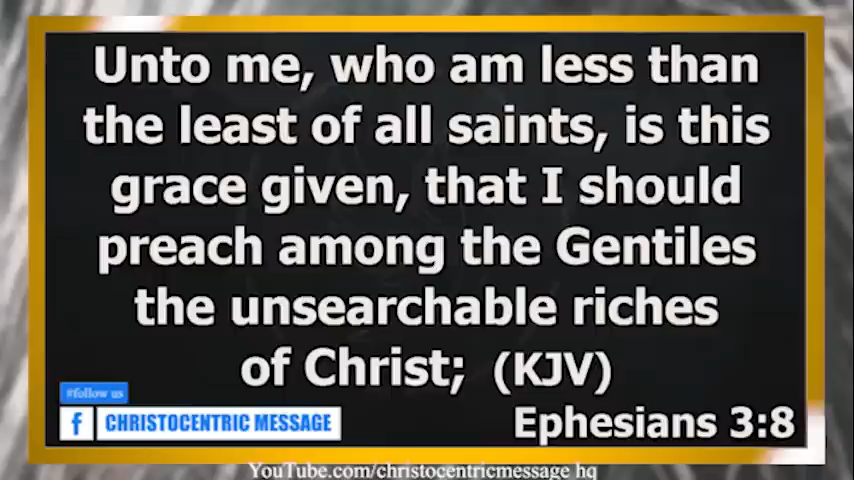 Unto me, who am less than
the least of all saints, is this
grace given, that I should
preach among the Gentiles
the unsearchable riches
of Christ; (KJV)
#follow us
f CHRISTOCENTRIC MESSAGE
Ephesians 3:8
YouTube.com/christocentricmessage hq